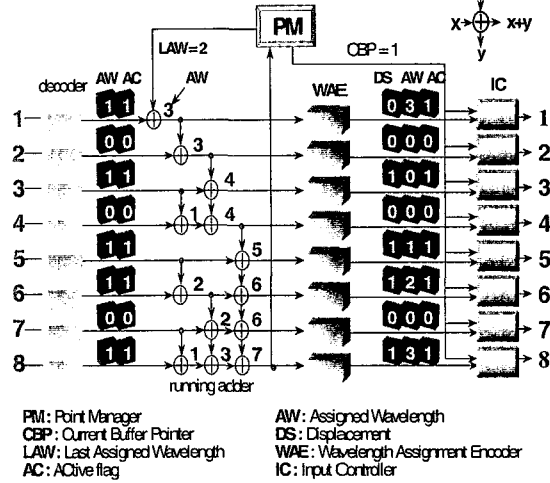 PM
X x+y
y
LAW=2 CBP=1
decoder AW AC AW WAE DS AW AC IC
1 1 1 3 0 3 1 1
2 0 0 3 0 0 0 2
3 1 1 4 1 0 1 3
4 0 0 1 4 0 0 0 4
5 1 1 5 1 1 1 5
6 1 1 2 6 1 2 1 6
7 0 0 2 6 0 0 0 7
8 1 1 1 3 7 1 3 1 8
running adder
PM: Point Manager
CBP: Current Buffer Pointer
LAW: Last Assigned Wavelength
AC: ACtive flag
AW: Assigned Wavelength
DS: Displacement
WAE: Wavelength Assignment Encoder
IC: Input Controller